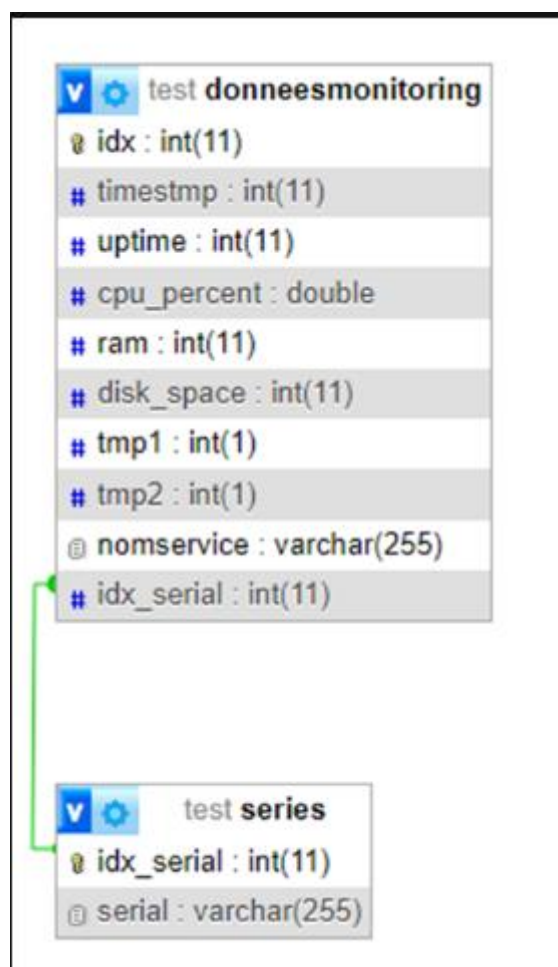 test donneesmonitoring
idx : int(11)
# timestmp : int(11)
# uptime : int(11)
# cpu_percent : double
# ram : int(11)
# disk_space : int(11)
# tmp1 : int(1)
# tmp2 : int(1)
nomservice : varchar(255)
# idx_serial : int(11)
test series
idx_serial : int(11)
serial : varchar(255)